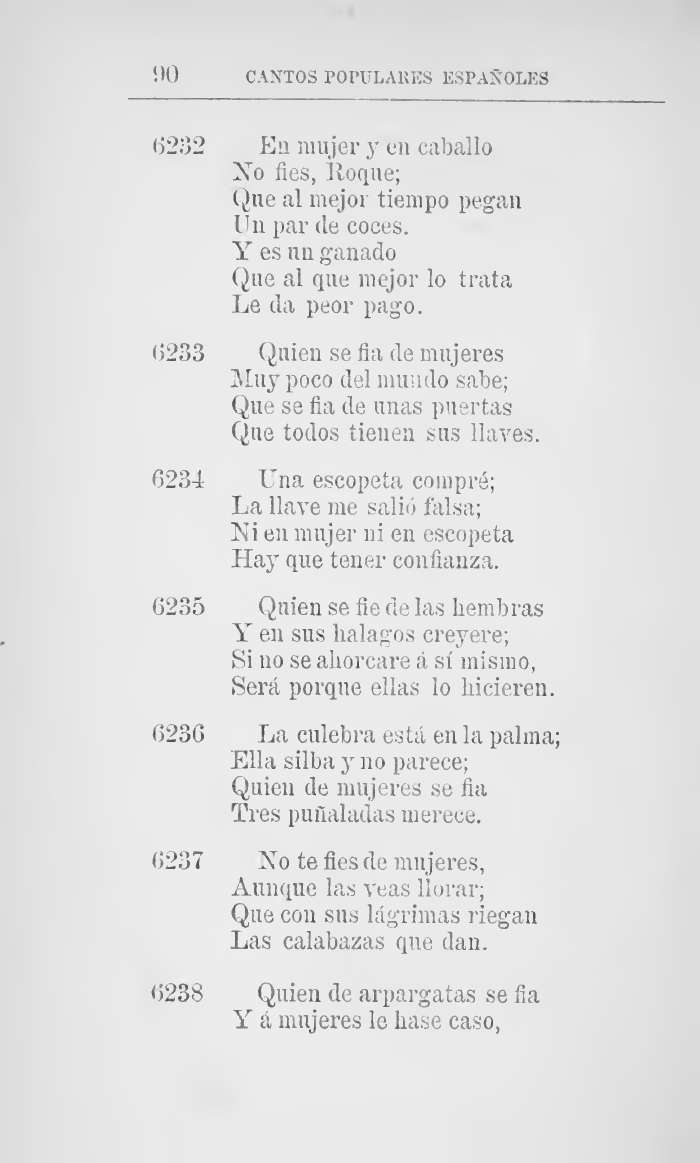 90 CANTOS POPULARES ESPAÑOLES
6232 En mujer y en caballo
No fies, Roque;
Que al mejor tiempo pegan
Un par de coces.
Y es un ganado
Que al que mejor lo trata
Le da peor pago.
6233 Quien se fia de mujeres
Muy poco del mundo sabe;
Que se fia de unas puertas
Que todos tienen sus llaves.
6234 Una escopeta compré;
La llave me salió falsa;
Ni en mujer ni en escopeta
Hay que tener confianza.
6235 Quien se fie de las hembras
Y en sus halagos creyere;
Si no se ahorcare á sí mismo,
Será porque ellas lo hicieren.
6236 La culebra está en la palma;
Ella silba y no parece;
Quien de mujeres se fia
Tres puñaladas merece.
6237 No te fies de mujeres,
Aunque las veas llorar;
Que con sus lágrimas riegan
Las calabazas que dan.
6238 Quien de arpargatas se fia
Y á mujeres le hase caso,